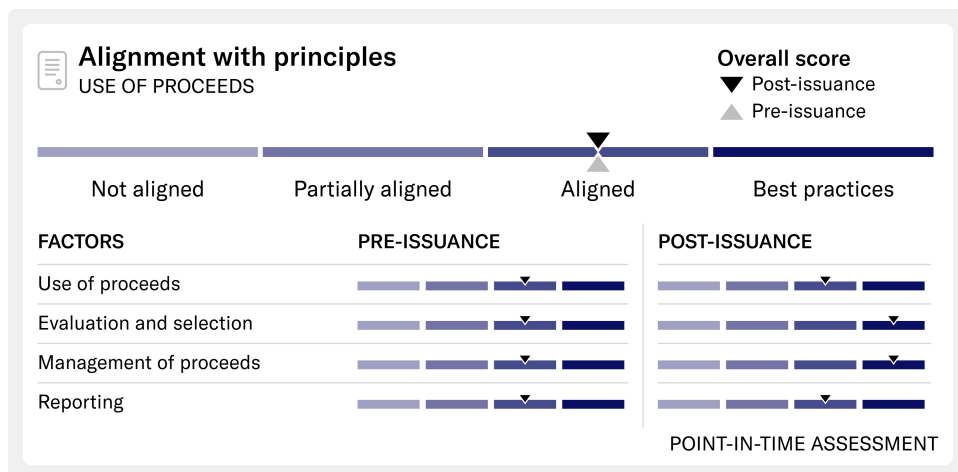 Alignment with principles
USE OF PROCEEDS
Overall score
Post-issuance
Pre-issuance
Not aligned
Partially aligned
Aligned
Best practices
FACTORS
PRE-ISSUANCE
POST-ISSUANCE
Use of proceeds
Evaluation and selection
Management of proceeds
Reporting
POINT-IN-TIME ASSESSMENT